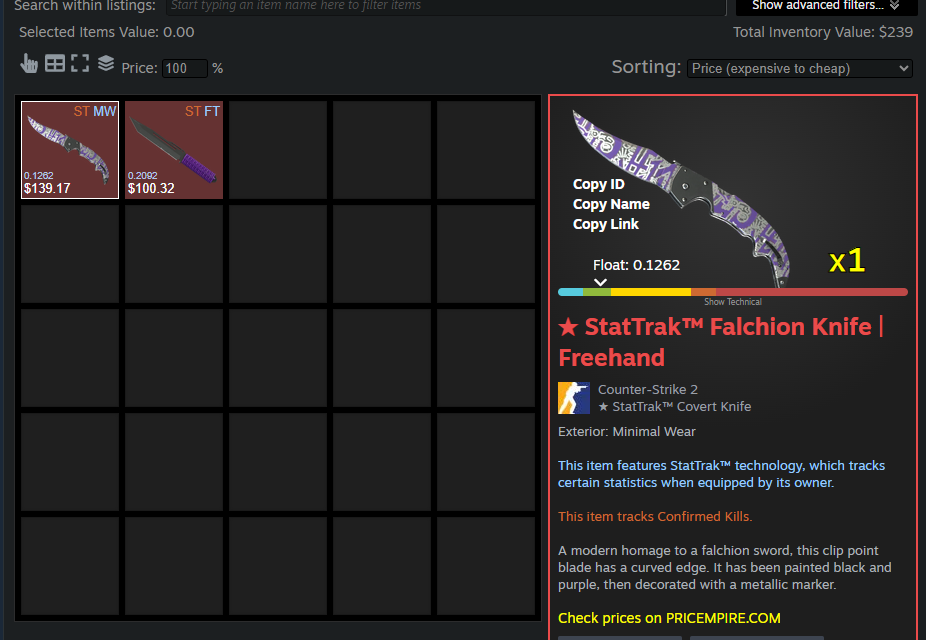 Search within listings: Start typing an item name here to filter items
Show advanced filters...
Selected Items Value: 0.00
Total Inventory Value: $239
Price: 100 %
Sorting: Price (expensive to cheap)
ST MW
0.1262
$139.17
ST FT
0.2092
$100.32
Copy ID
Copy Name
Copy Link
Float: 0.1262
x1
Show Technical
★ StatTrak™ Falchion Knife |
Freehand
Counter-Strike 2
★ StatTrak™ Covert Knife
Exterior: Minimal Wear
This item features StatTrak™ technology, which tracks
certain statistics when equipped by its owner.
This item tracks Confirmed Kills.
A modern homage to a falchion sword, this clip point
blade has a curved edge. It has been painted black and
purple, then decorated with a metallic marker.
Check prices on PRICEMPIRE.COM